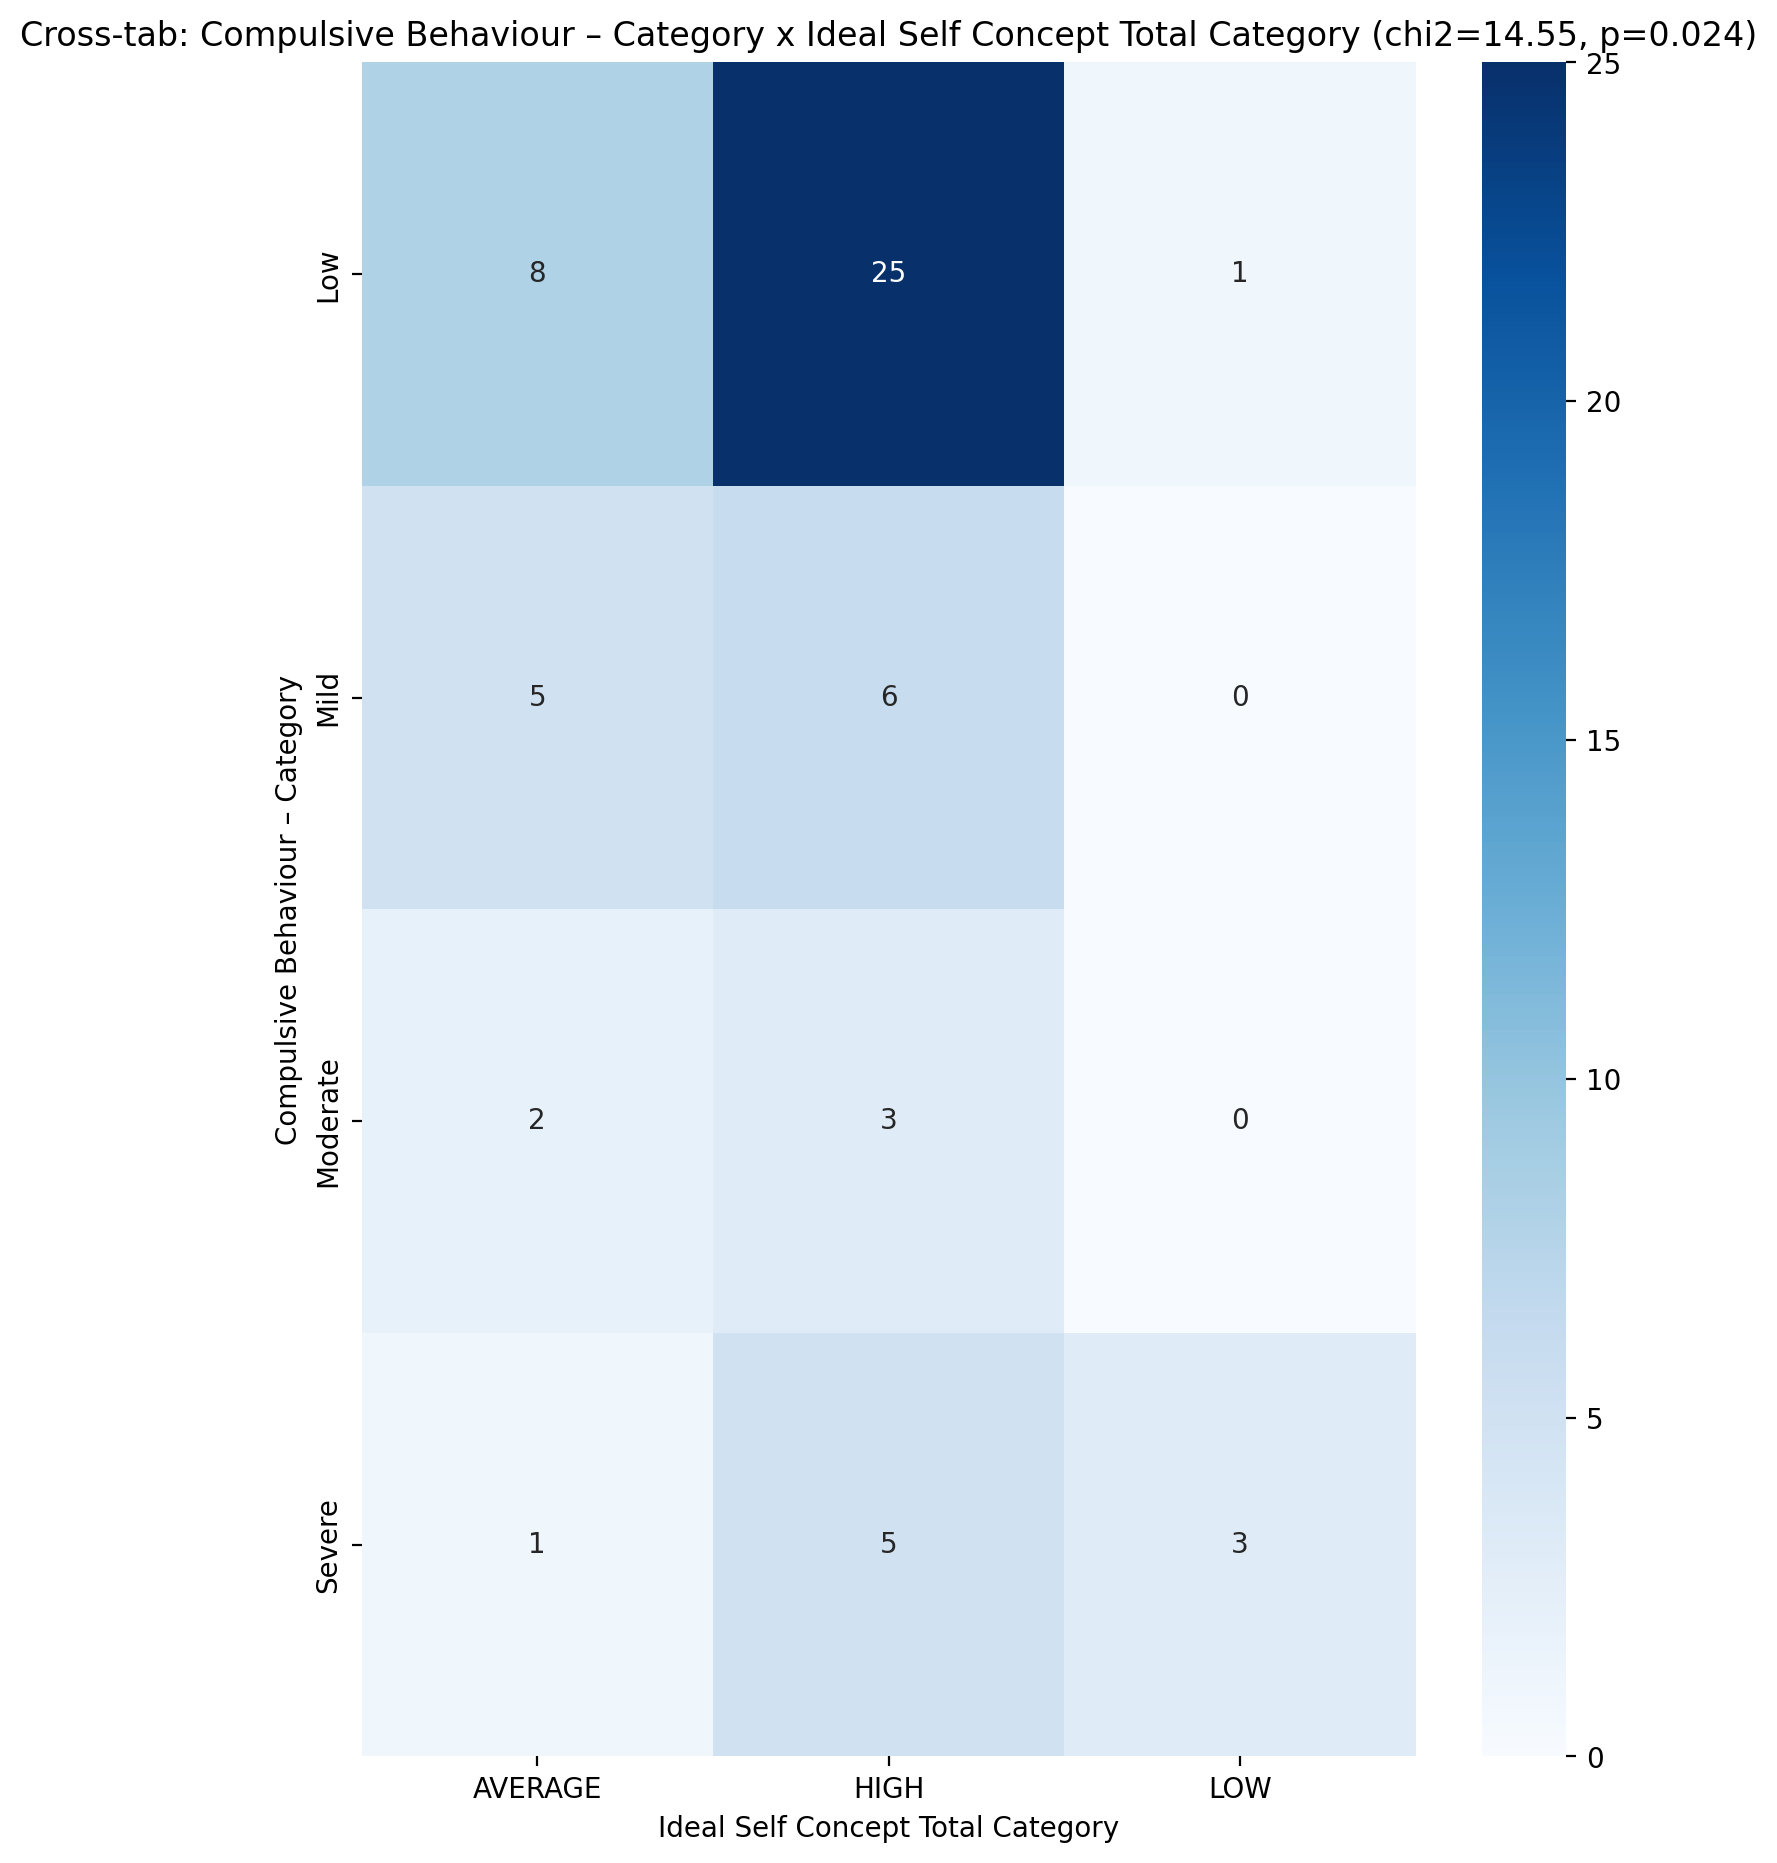 Cross-tab: Compulsive Behaviour – Category x Ideal Self Concept Total Category (chi2=14.55, p=0.024)
Compulsive Behaviour – Category
Low
8
25
1
Mild
5
6
0
Moderate
2
3
0
Severe
1
5
3
AVERAGE
HIGH
LOW
Ideal Self Concept Total Category
25
20
15
10
5
0